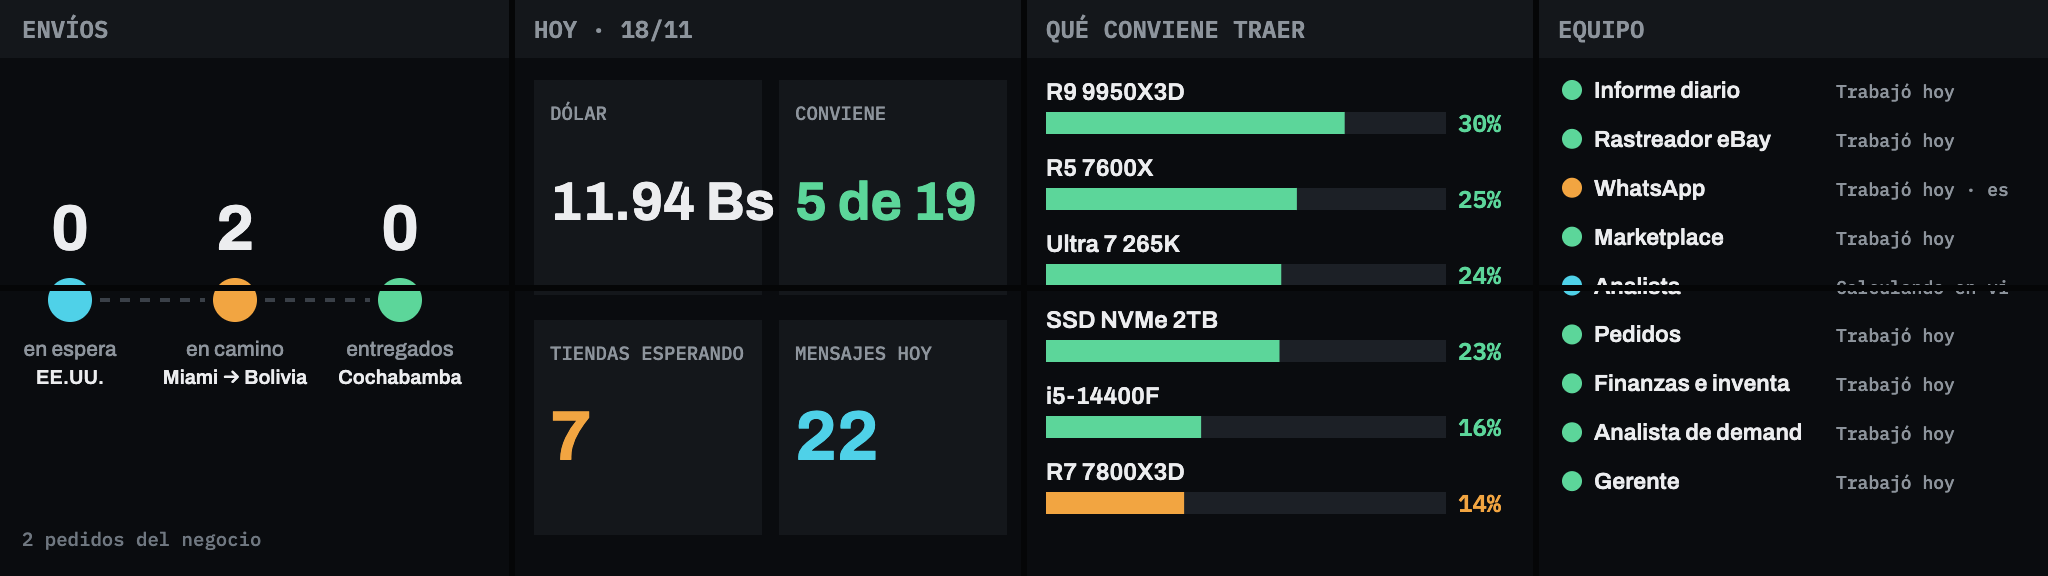 ENVÍOS
0 2 0
en espera en camino entregados
EE.UU. Miami → Bolivia Cochabamba
2 pedidos del negocio
HOY · 18/11
DÓLAR
11.94 Bs
CONVIENE
5 de 19
TIENDAS ESPERANDO
7
MENSAJES HOY
22
QUÉ CONVIENE TRAER
R9 9950X3D
30%
R5 7600X
25%
Ultra 7 265K
24%
SSD NVMe 2TB
23%
i5-14400F
16%
R7 7800X3D
14%
EQUIPO
Informe diario Trabajó hoy
Rastreador eBay Trabajó hoy
WhatsApp Trabajó hoy · es
Marketplace Trabajó hoy
Analista Calculando en vi
Pedidos Trabajó hoy
Finanzas e inventa Trabajó hoy
Analista de demand Trabajó hoy
Gerente Trabajó hoy